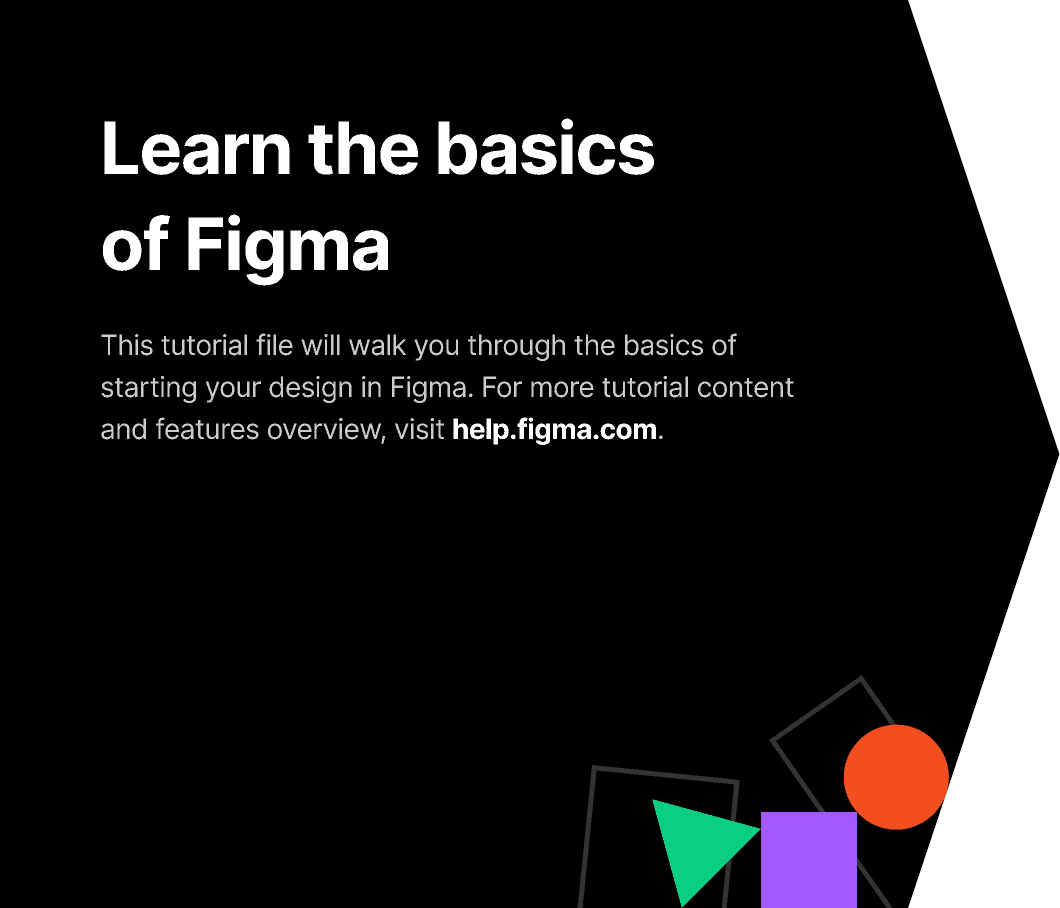 Learn the basics
of Figma
This tutorial file will walk you through the basics of
starting your design in Figma. For more tutorial content
and features overview, visit help.figma.com.